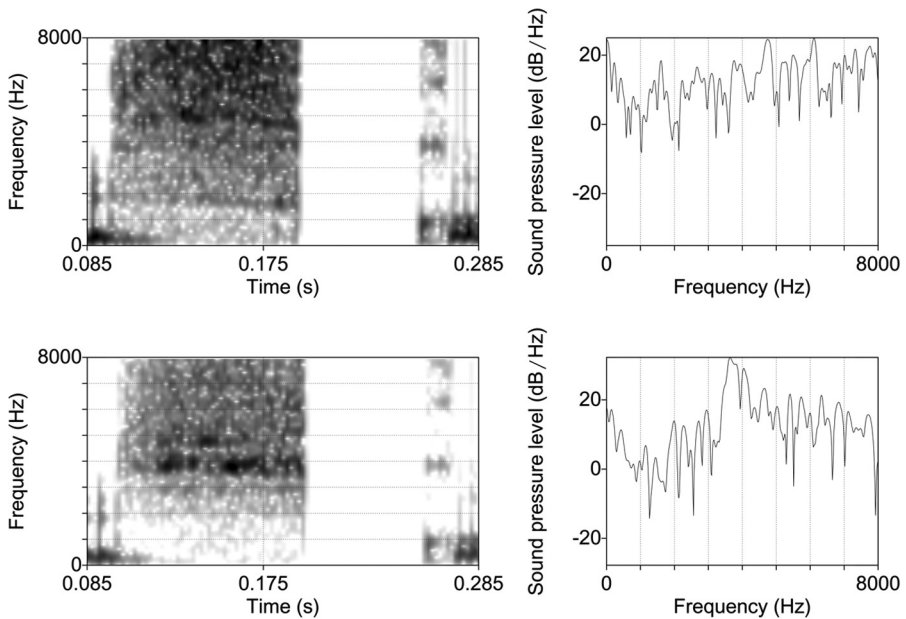 8000
Frequency (Hz)
0
0.085
0.175
0.285
Time (s)
Sound pressure level (dB / Hz)
20
0
-20
0
8000
Frequency (Hz)
8000
Frequency (Hz)
0
0.085
0.175
0.285
Time (s)
Sound pressure level (dB / Hz)
20
0
-20
0
8000
Frequency (Hz)